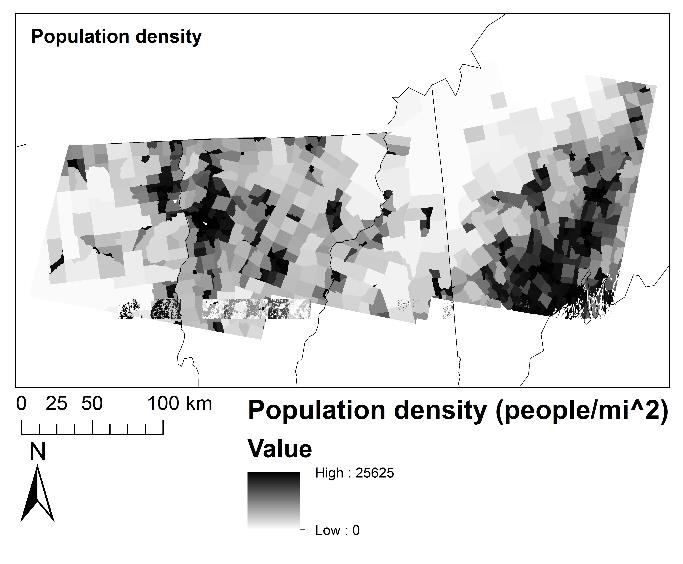 Population density
0 25 50 100 km
N
Population density (people/mi^2)
Value
High : 25625
Low : 0